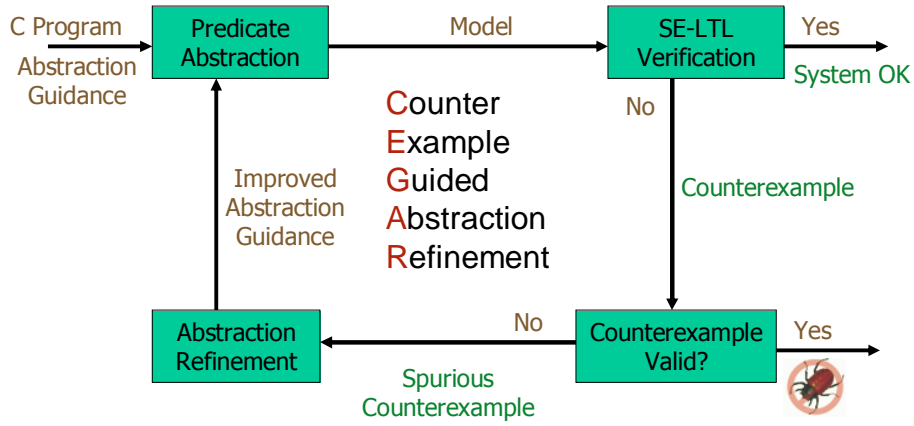 C Program
Abstraction
Guidance
Predicate
Abstraction
Model
SE-LTL
Verification
Yes
System OK
No
Counter
Example
Guided
Abstraction
Refinement
Improved
Abstraction
Guidance
Counterexample
Abstraction
Refinement
No
Spurious
Counterexample
Counterexample
Valid?
Yes